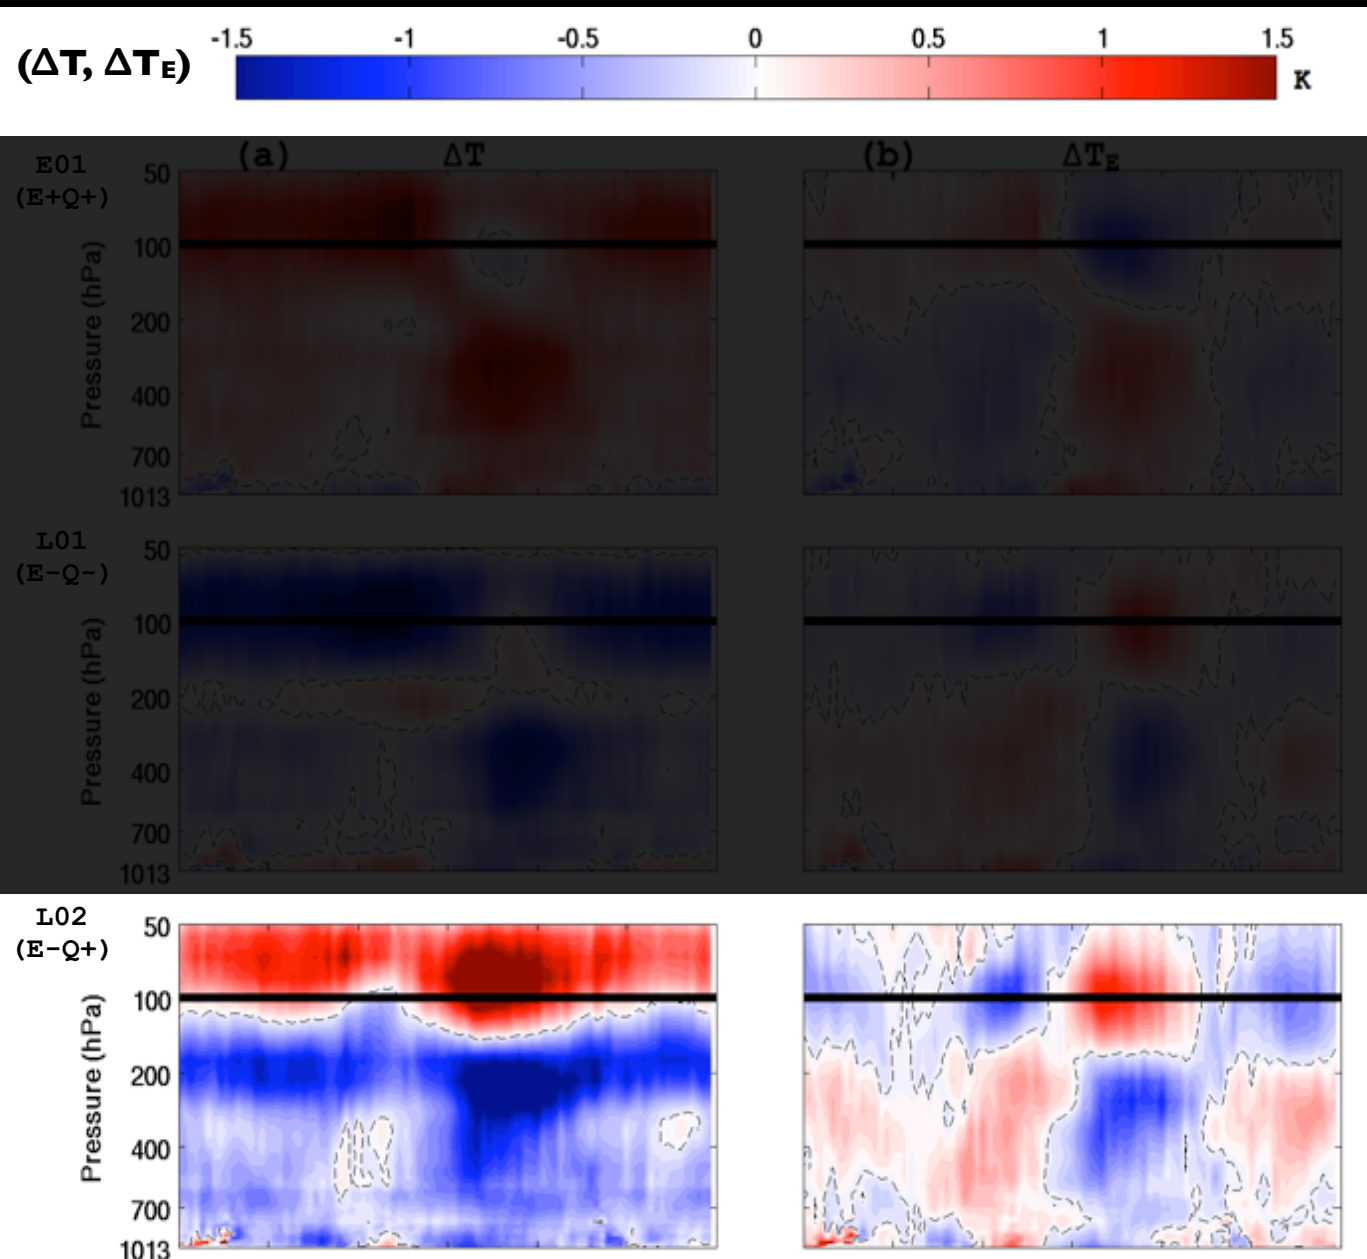 -1.5 -1 -0.5 0 0.5 1 1.5
(ΔT, ΔTE) K
(a) ΔT (b) ΔTE
E01
(E+Q+)
50
100
200
400
700
1013
Pressure (hPa)
L01
(E-Q-)
50
100
200
400
700
1013
Pressure (hPa)
L02
(E-Q+)
50
100
200
400
700
1013
Pressure (hPa)